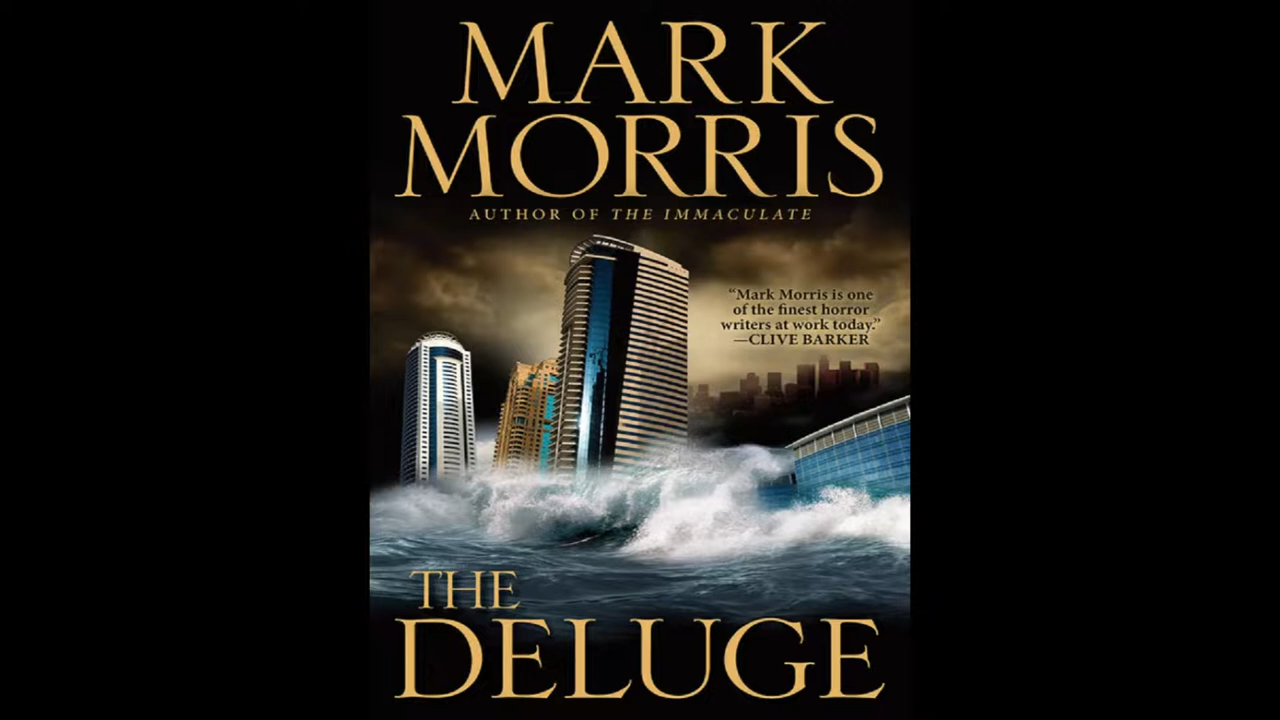 MARK
MORRIS
AUTHOR OF THE IMMACULATE
“Mark Morris is one
of the finest horror
writers at work today.”
—CLIVE BARKER
THE
DELUGE